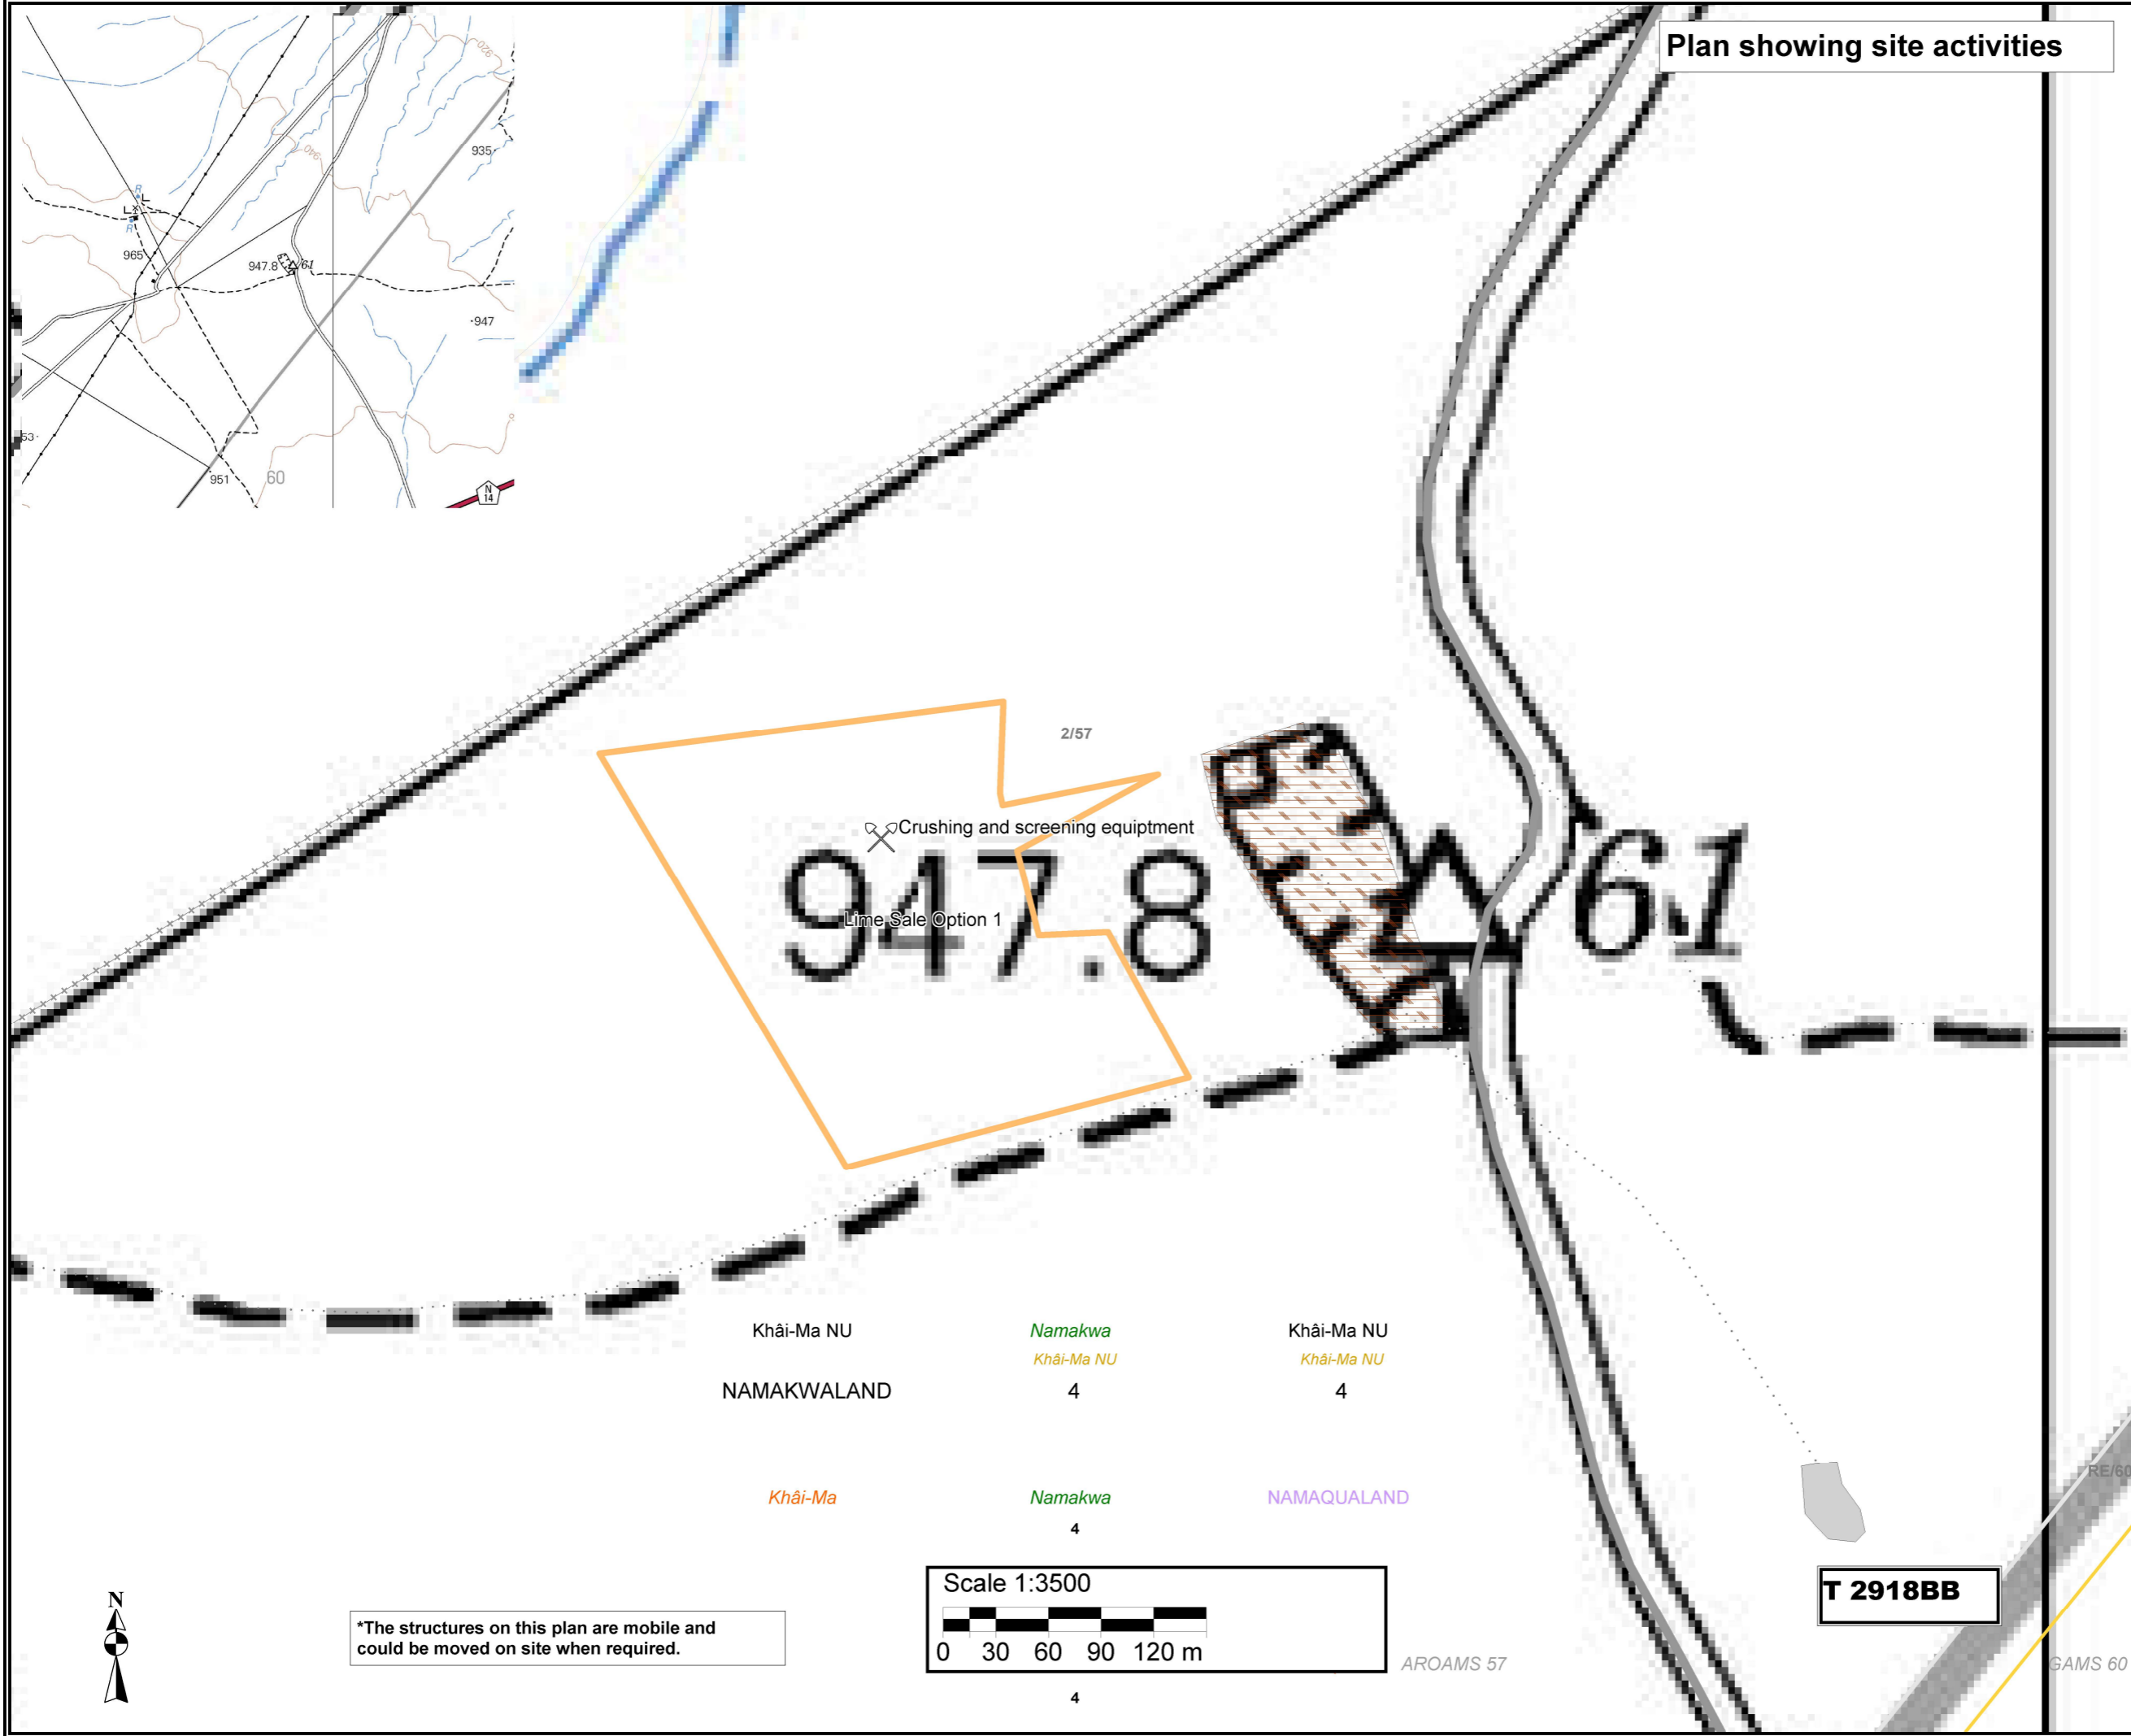 Plan showing site activities
920
940
935
R
L
L
R
965
947.8
/61
947
53
951
60
N
14
2/57
Crushing and screening equiptment
947.8
61
Lime Sale Option 1
Khâi-Ma NU
Namakwa
Khâi-Ma NU
Khâi-Ma NU
Khâi-Ma NU
NAMAKWALAND
4
4
RE/60
Khâi-Ma
Namakwa
NAMAQUALAND
4
Scale 1:3500
0 30 60 90 120 m
T 2918BB
N
*The structures on this plan are mobile and
could be moved on site when required.
AROAMS 57
GAMS 60
4